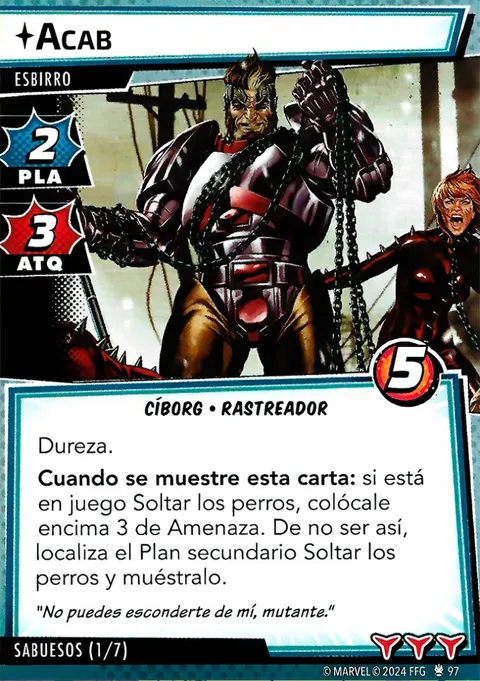 ACAB
ESBIRRO
2
PLA
3
ATQ
5
CÍBORG • RASTREADOR
Dureza.
Cuando se muestre esta carta: si está
en juego Soltar los perros, colócale
encima 3 de Amenaza. De no ser así,
localiza el Plan secundario Soltar los
perros y muéstralo.
"No puedes esconderte de mí, mutante."
SABUESOS (1/7)
© MARVEL © 2024 FFG 97